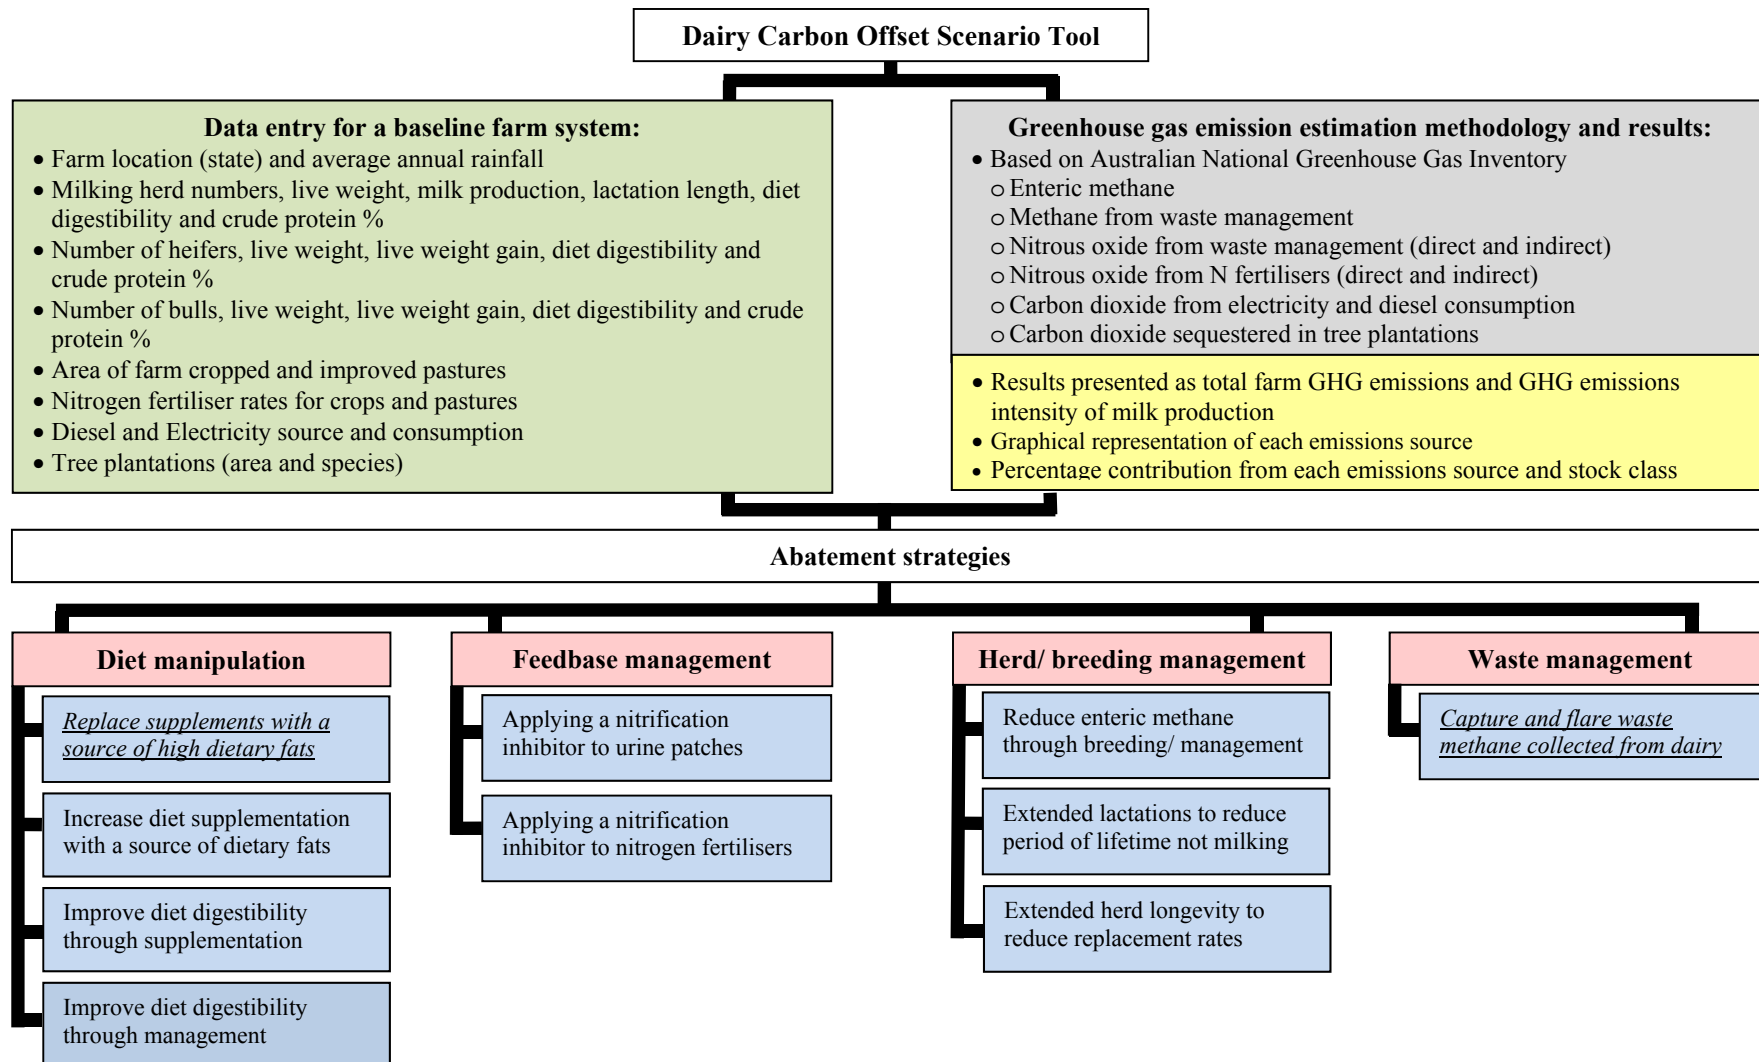 Dairy Carbon Offset Scenario Tool
Data entry for a baseline farm system:
• Farm location (state) and average annual rainfall
• Milking herd numbers, live weight, milk production, lactation length, diet
digestibility and crude protein %
• Number of heifers, live weight, live weight gain, diet digestibility and
crude protein %
• Number of bulls, live weight, live weight gain, diet digestibility and crude
protein %
• Area of farm cropped and improved pastures
• Nitrogen fertiliser rates for crops and pastures
• Diesel and Electricity source and consumption
• Tree plantations (area and species)
Greenhouse gas emission estimation methodology and results:
• Based on Australian National Greenhouse Gas Inventory
o Enteric methane
o Methane from waste management
o Nitrous oxide from waste management (direct and indirect)
o Nitrous oxide from N fertilisers (direct and indirect)
o Carbon dioxide from electricity and diesel consumption
o Carbon dioxide sequestered in tree plantations
• Results presented as total farm GHG emissions and GHG emissions
intensity of milk production
• Graphical representation of each emissions source
• Percentage contribution from each emissions source and stock class
Abatement strategies
Diet manipulation
Replace supplements with a
source of high dietary fats
Increase diet supplementation
with a source of dietary fats
Improve diet digestibility
through supplementation
Improve diet digestibility
through management
Feedbase management
Applying a nitrification
inhibitor to urine patches
Applying a nitrification
inhibitor to nitrogen fertilisers
Herd/ breeding management
Reduce enteric methane
through breeding/ management
Extended lactations to reduce
period of lifetime not milking
Extended herd longevity to
reduce replacement rates
Waste management
Capture and flare waste
methane collected from dairy